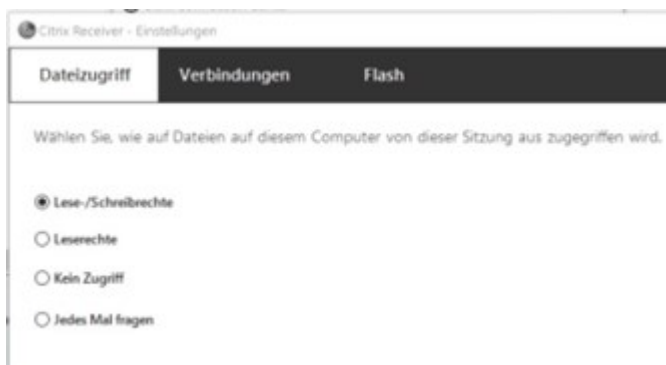 Citrix Receiver - Einstellungen
Dateizugriff Verbindungen Flash
Wählen Sie, wie auf Dateien auf diesem Computer von dieser Sitzung aus zugegriffen wird.
Lese-/Schreibrechte
Leserechte
Kein Zugriff
Jedes Mal fragen